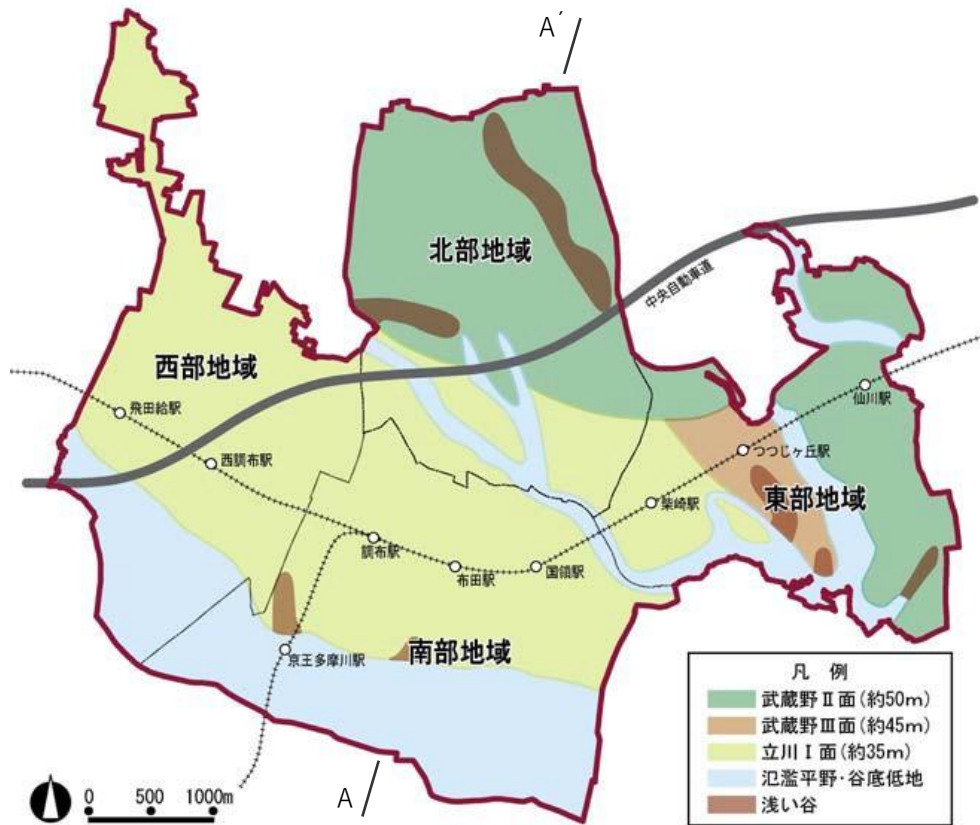 A´
北部地域
中央自動車道
西部地域
飛田給駅
西調布駅
仙川駅
つつじヶ丘駅
東部地域
柴崎駅
調布駅
布田駅
国領駅
京王多摩川駅
南部地域
A
0 500 1000m
凡 例
武蔵野Ⅱ面(約50m)
武蔵野Ⅲ面(約45m)
立川Ⅰ面(約35m)
氾濫平野・谷底低地
浅い谷